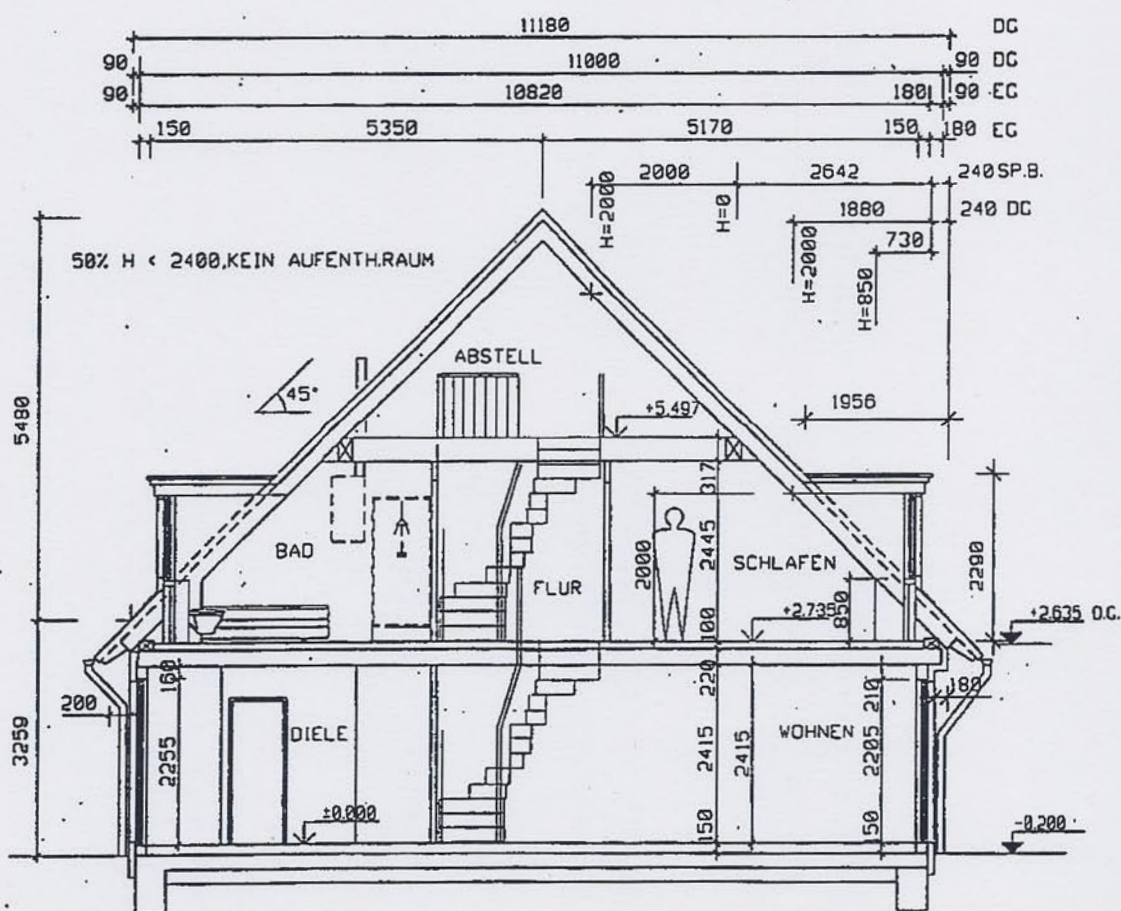 11180 DG
90 11000 90 DG
90 10820 180 90 EG
150 5350 5170 150 180 EG
2000 2642 240 SP.B.
H=2000 H=0 1880 240 DG
730
H=2000
H=850
50% H < 2400,KEIN AUFENTH.RAUM
ABSTELL
45°
1956
+5.497
5480
317
BAD
2000
2445
SCHLAFEN
2290
FLUR
+2.735
850
+2.635 D.G.
100
160
220
210
180
200
DIELE
WOHNEN
3259
2255
2415
2415
2205
±0.000
150
150
-0.200